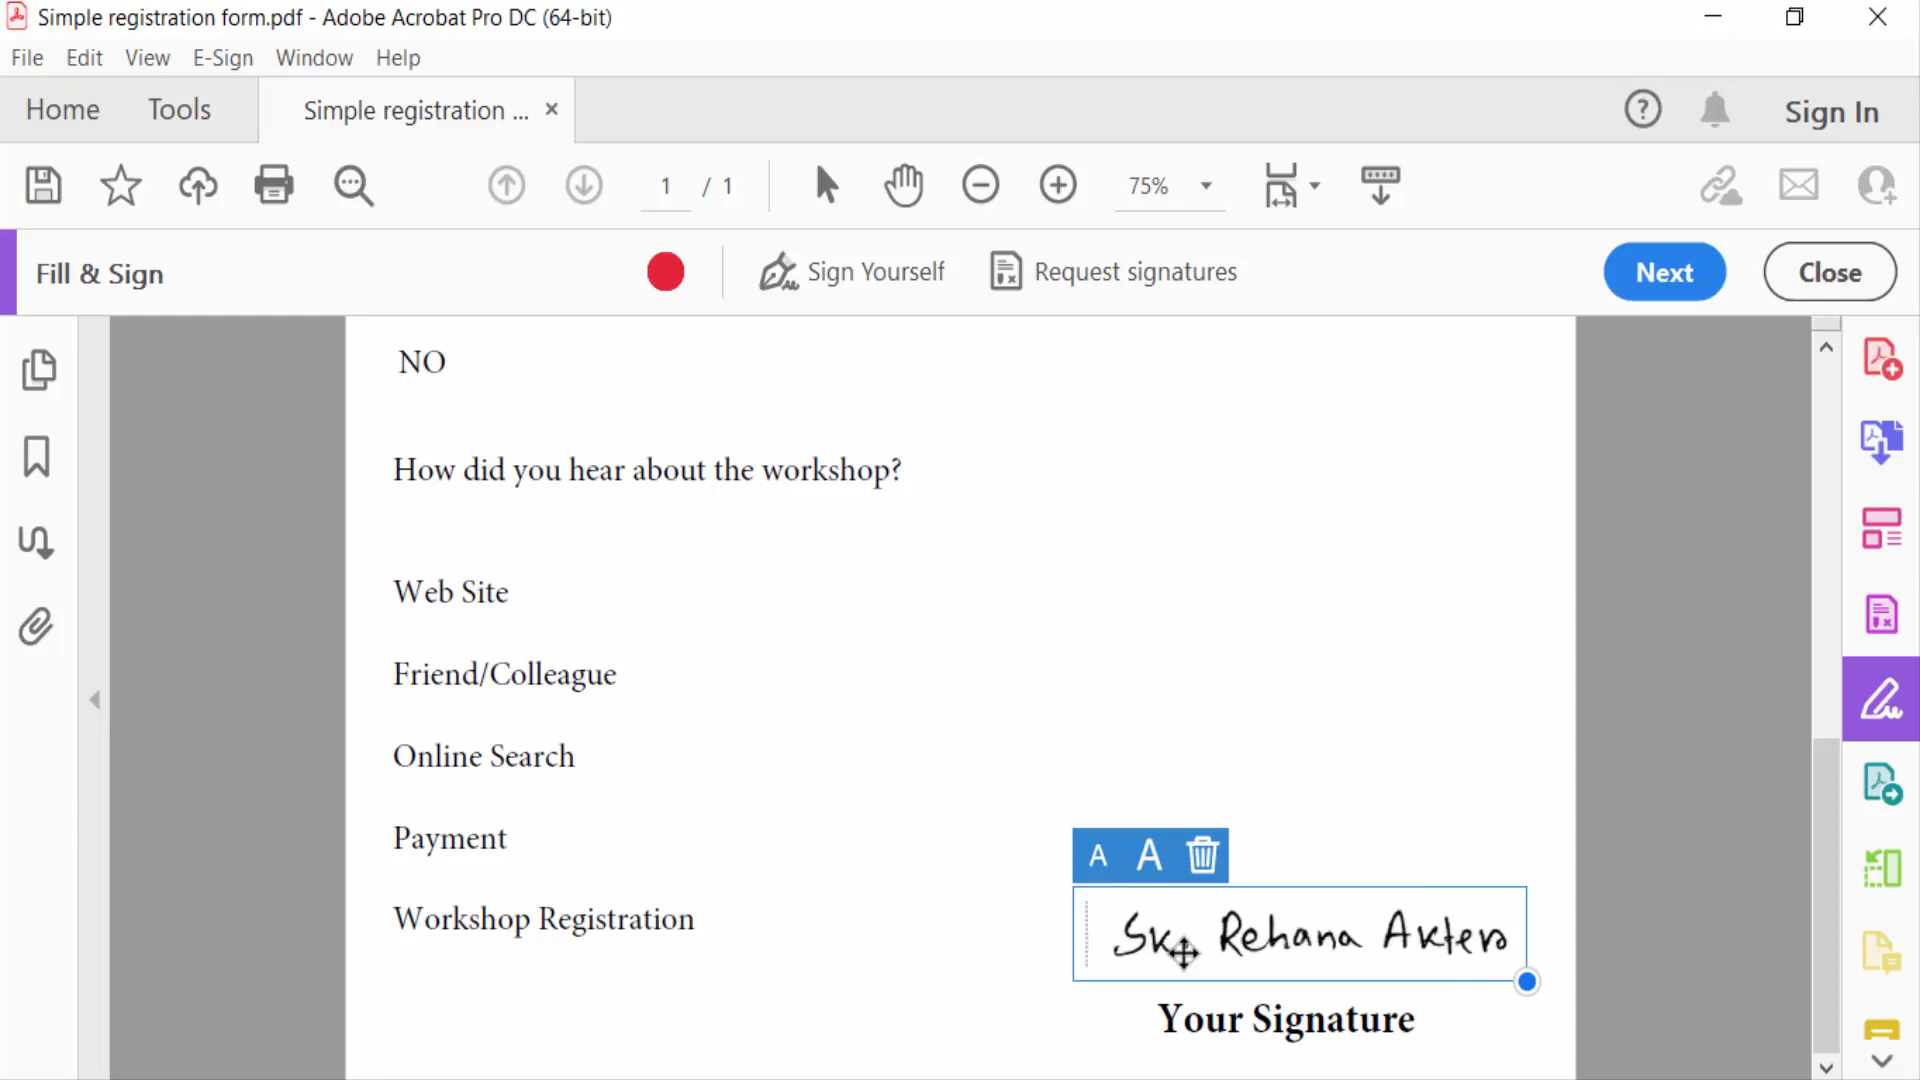 Simple registration form.pdf - Adobe Acrobat Pro DC (64-bit)
File Edit View E-Sign Window Help
Home Tools Simple registration ... × Sign In
1 / 1 75%
Fill & Sign Sign Yourself Request signatures Next Close
NO
How did you hear about the workshop?
Web Site
Friend/Colleague
Online Search
Payment
A A
Workshop Registration
Sk. Rehana Akter
Your Signature